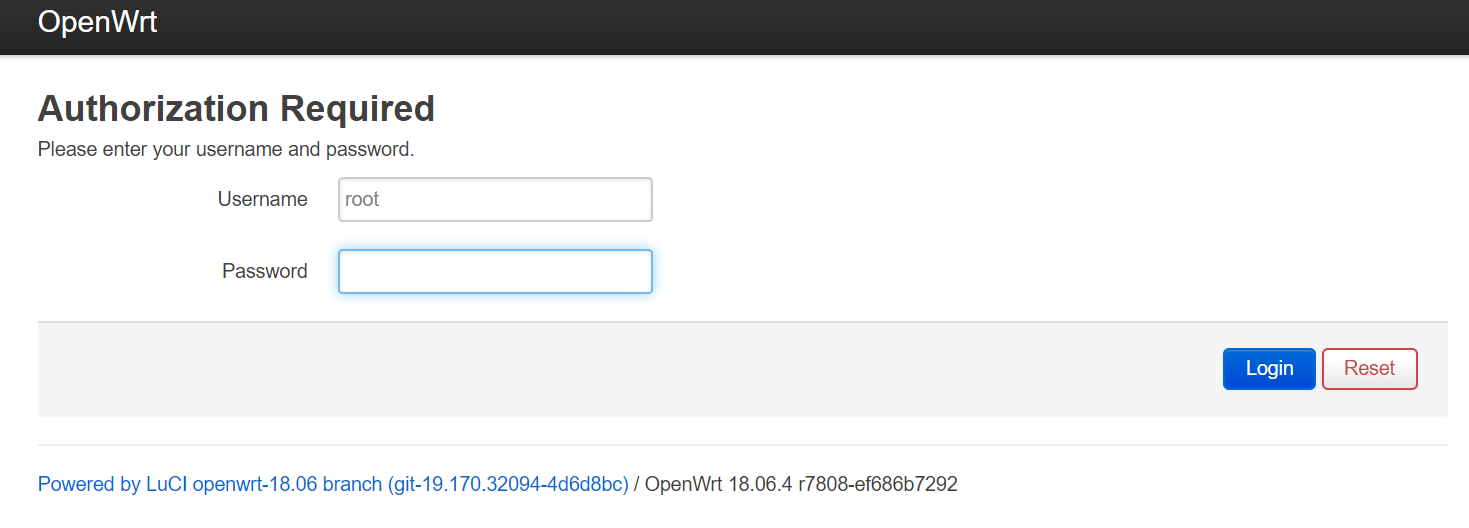 OpenWrt
Authorization Required
Please enter your username and password.
Username root
Password
Login Reset
Powered by LuCI openwrt-18.06 branch (git-19.170.32094-4d6d8bc) / OpenWrt 18.06.4 r7808-ef686b7292